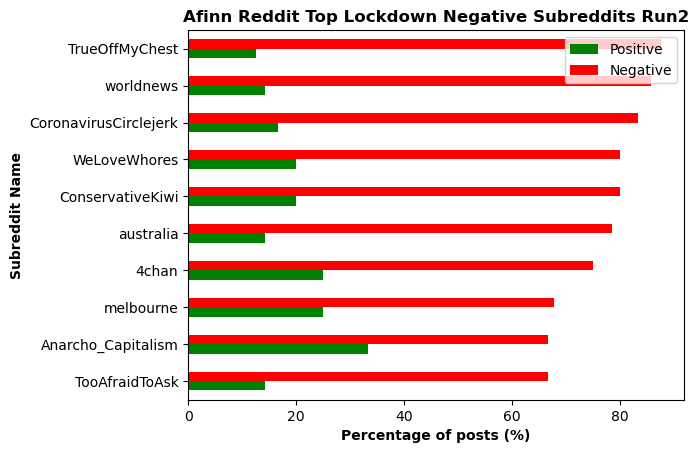 Afinn Reddit Top Lockdown Negative Subreddits Run2
Positive
Negative
TrueOffMyChest
worldnews
CoronavirusCirclejerk
WeLoveWhores
ConservativeKiwi
australia
4chan
melbourne
Anarcho_Capitalism
TooAfraidToAsk
Subreddit Name
0 20 40 60 80
Percentage of posts (%)